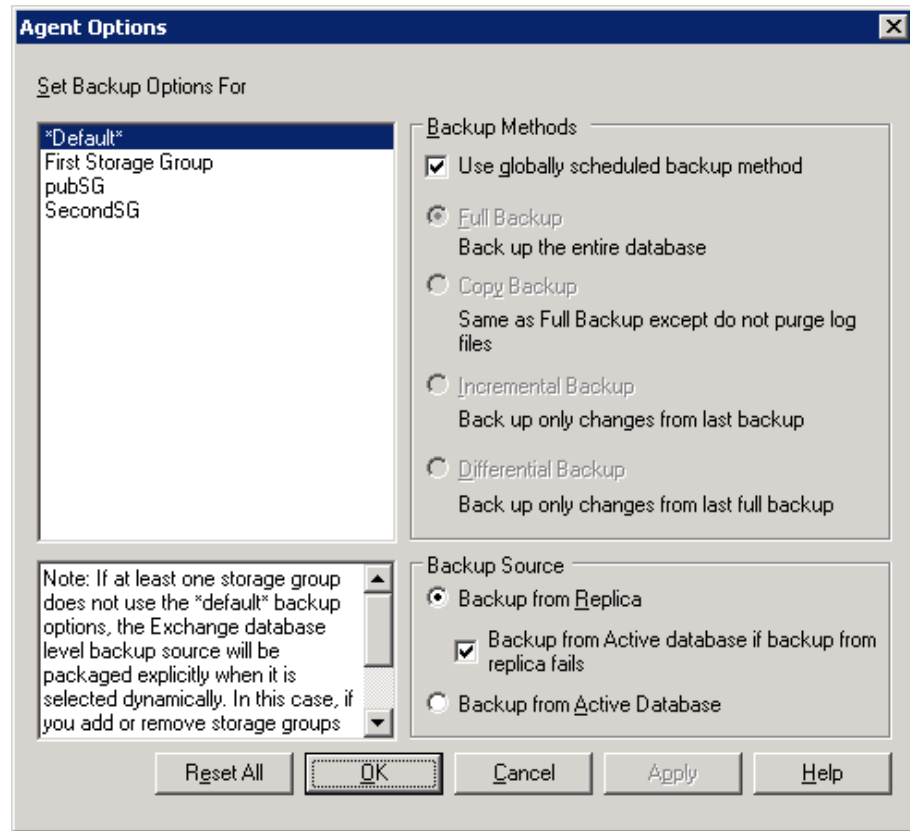 Agent Options
Set Backup Options For
*Default*
First Storage Group
pubSG
SecondSG
Backup Methods
Use globally scheduled backup method
Full Backup
Back up the entire database
Copy Backup
Same as Full Backup except do not purge log
files
Incremental Backup
Back up only changes from last backup
Differential Backup
Back up only changes from last full backup
Note: If at least one storage group
does not use the *default* backup
options, the Exchange database
level backup source will be
packaged explicitly when it is
selected dynamically. In this case, if
you add or remove storage groups
Backup Source
Backup from Replica
Backup from Active database if backup from
replica fails
Backup from Active Database
Reset All
OK
Cancel
Apply
Help